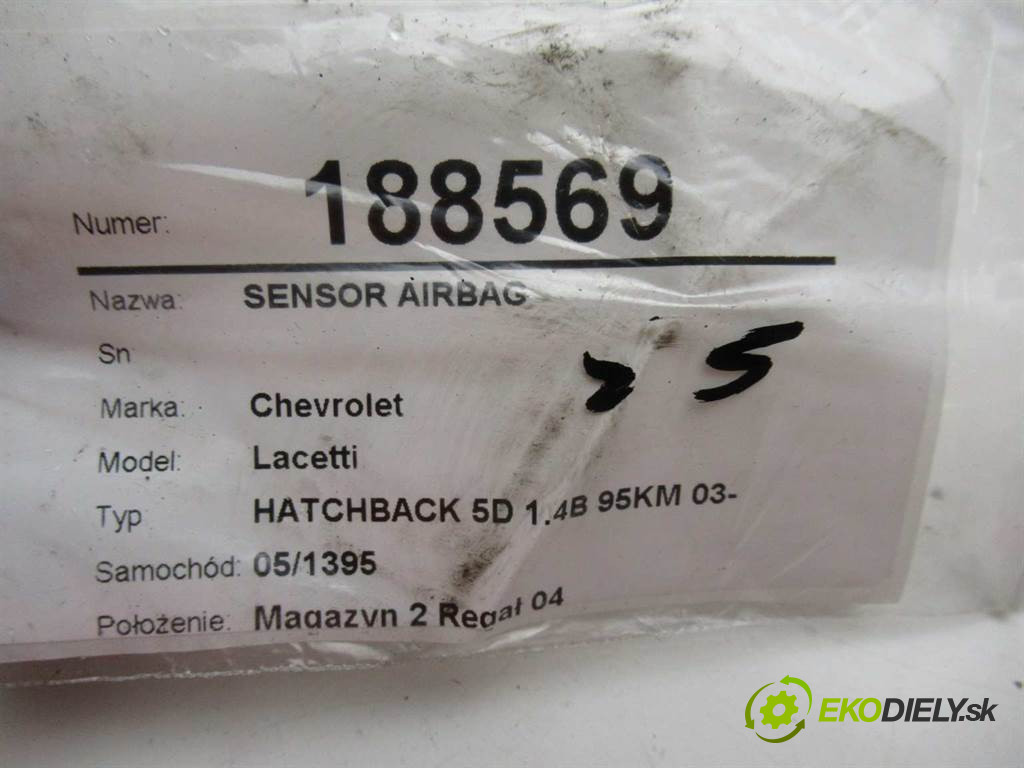 Numer: 188569
Nazwa: SENSOR AIRBAG
Sn
Marka: Chevrolet
Model: Lacetti
Typ HATCHBACK 5D 1.4B 95KM 03-
Samochód: 05/1395
Położenie: Magazyn 2 Regał 04
EKODIELY.sk